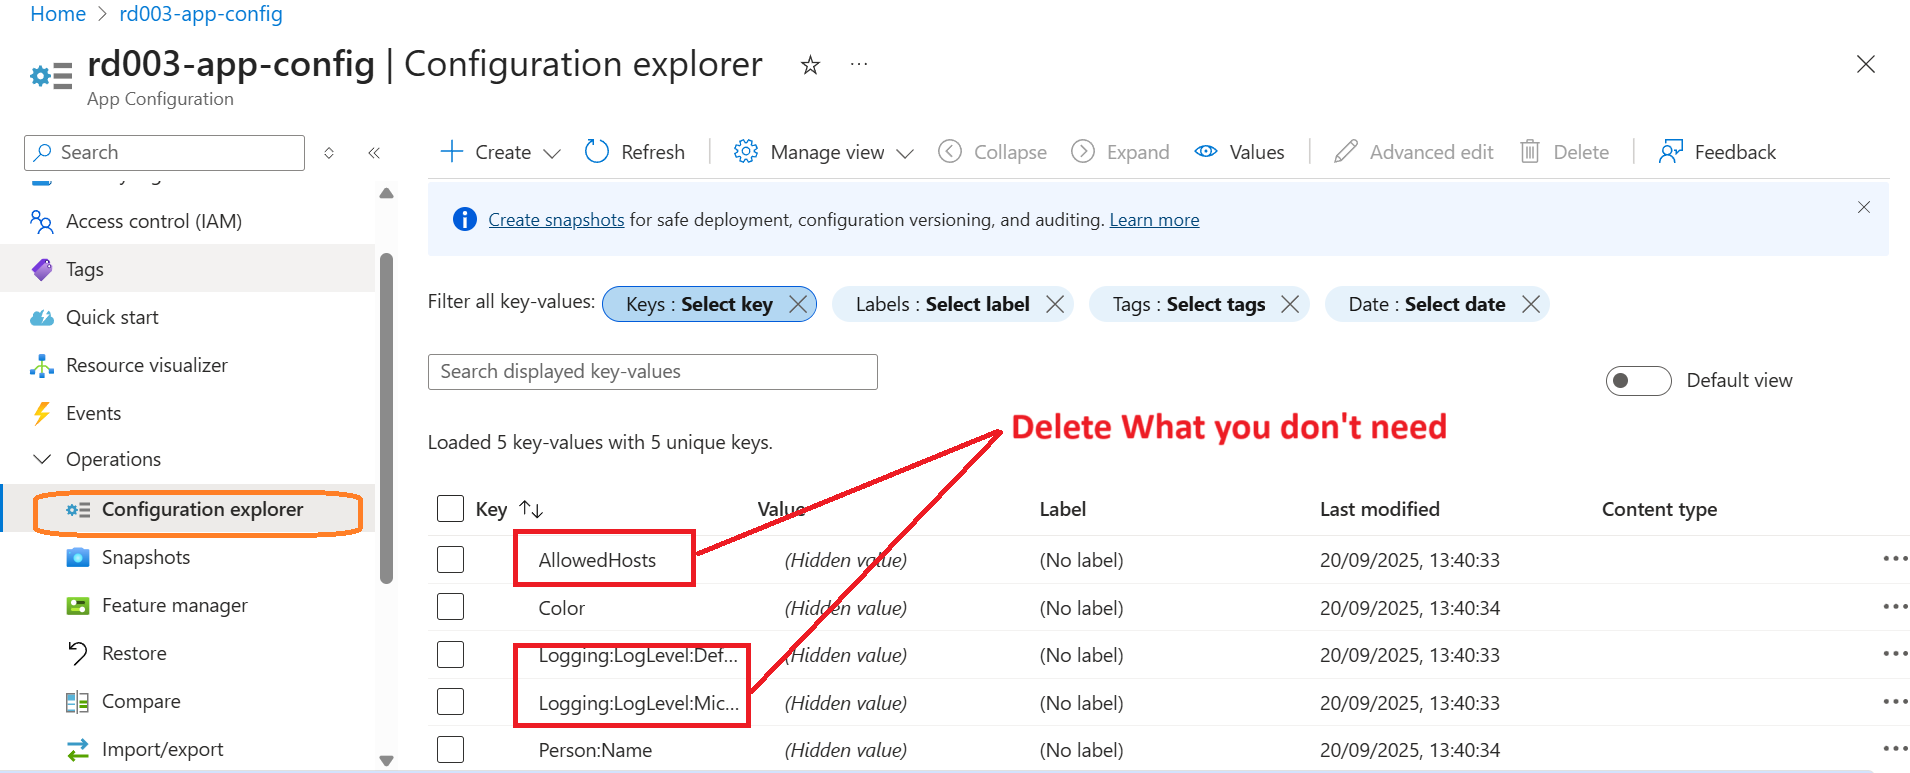 Home > rd003-app-config
rd003-app-config | Configuration explorer
App Configuration
Search
Create
Refresh
Manage view
Collapse
Expand
Values
Advanced edit
Delete
Feedback
Access control (IAM)
Tags
Quick start
Resource visualizer
Events
Operations
Configuration explorer
Snapshots
Feature manager
Restore
Compare
Import/export
Create snapshots for safe deployment, configuration versioning, and auditing. Learn more
Filter all key-values: Keys : Select key Labels : Select label Tags : Select tags Date : Select date
Search displayed key-values
Default view
Delete What you don't need
Loaded 5 key-values with 5 unique keys.
Key Value Label Last modified Content type
AllowedHosts (Hidden value) (No label) 20/09/2025, 13:40:33
Color (Hidden value) (No label) 20/09/2025, 13:40:34
Logging:LogLevel:Def... (Hidden value) (No label) 20/09/2025, 13:40:33
Logging:LogLevel:Mic... (Hidden value) (No label) 20/09/2025, 13:40:33
Person:Name (Hidden value) (No label) 20/09/2025, 13:40:34